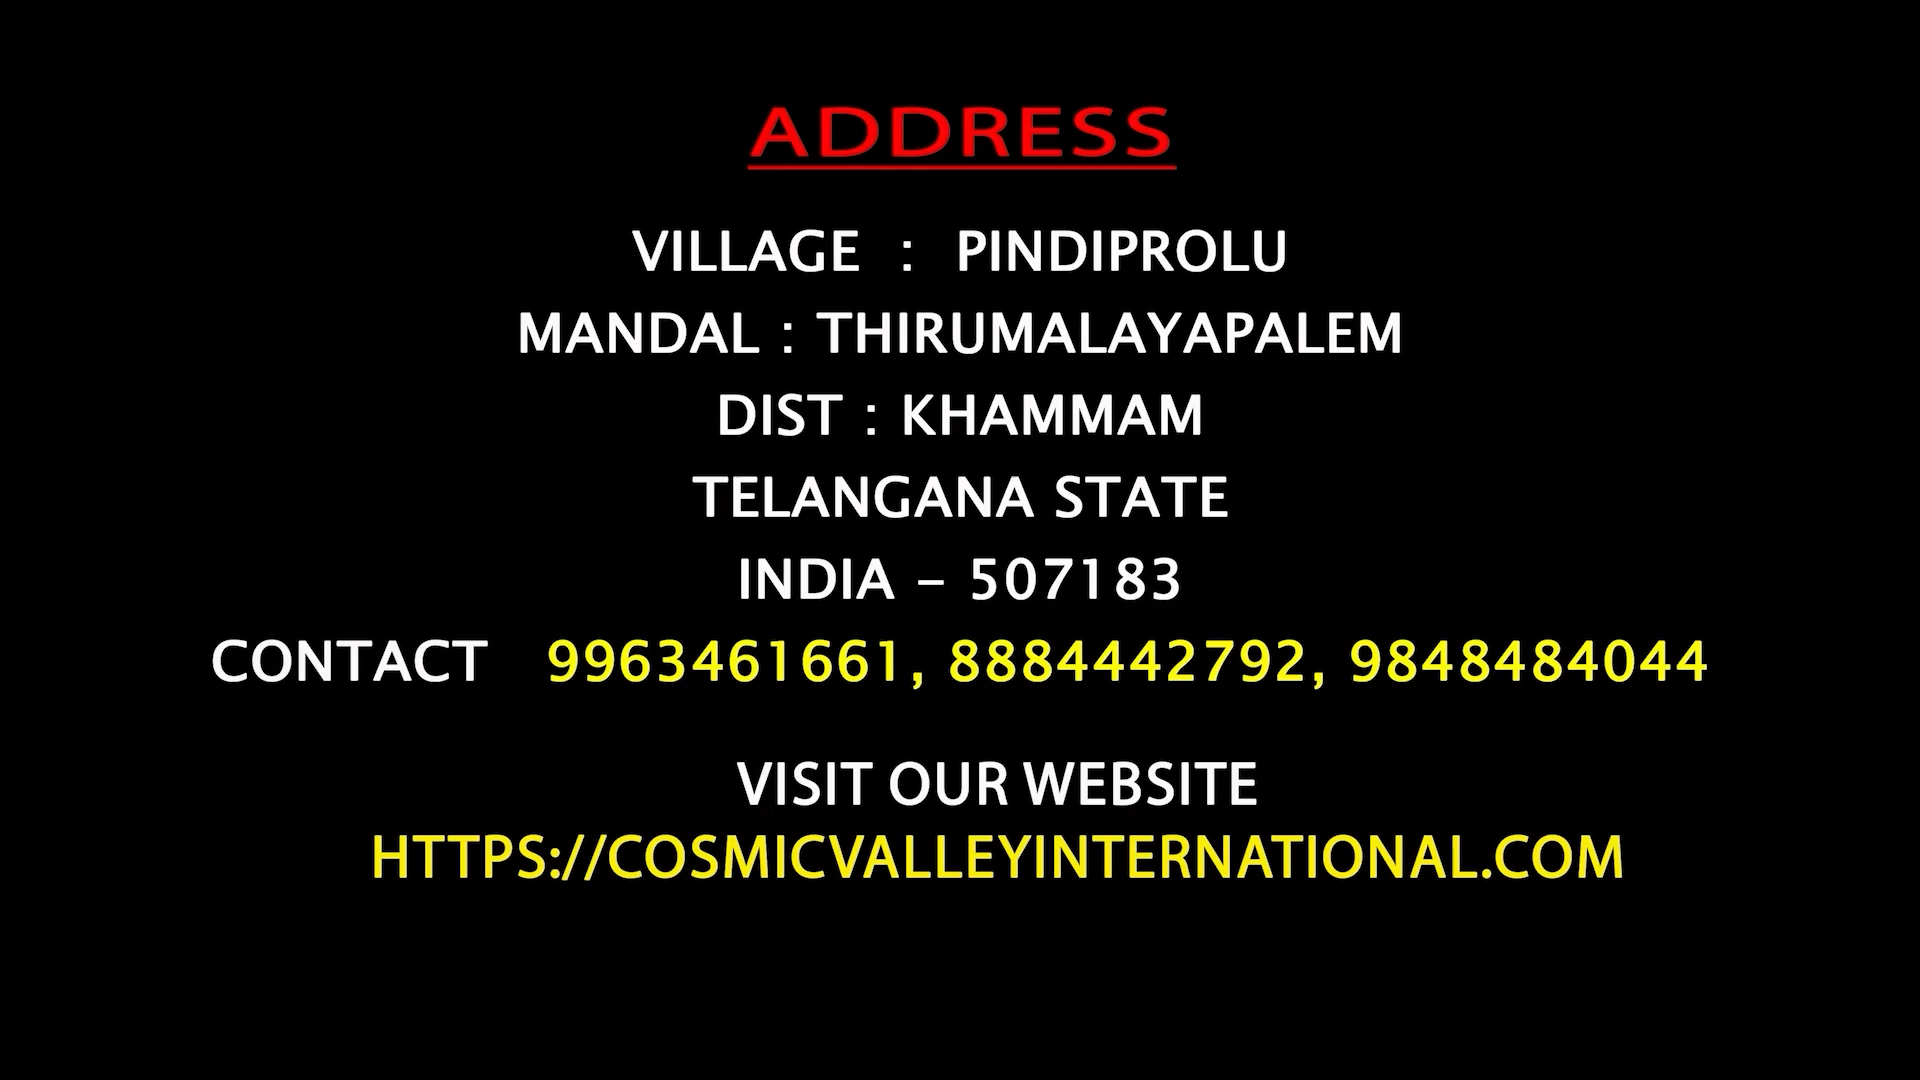 ADDRESS
VILLAGE : PINDIPROLU
MANDAL : THIRUMALAYAPALEM
DIST : KHAMMAM
TELANGANA STATE
INDIA - 507183
CONTACT 9963461661, 8884442792, 9848484044
VISIT OUR WEBSITE
HTTPS://COSMICVALLEYINTERNATIONAL.COM